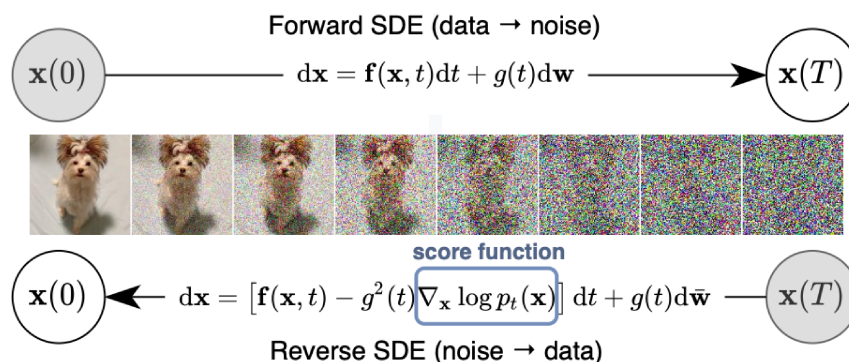 Forward SDE (data → noise)
x(0) dx = f(x, t)dt + g(t)dw x(T)
score function
x(0) dx = [f(x, t) − g²(t)∇ₓ log pₜ(x)] dt + g(t)dw̄ x(T)
Reverse SDE (noise → data)